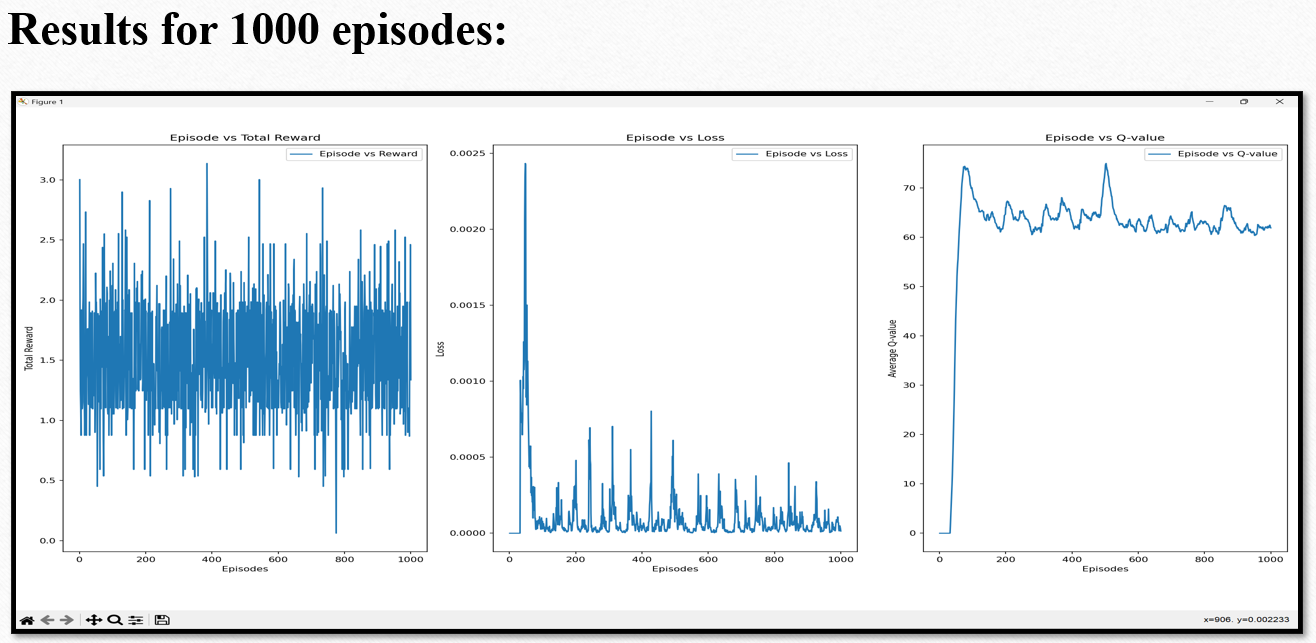 Results for 1000 episodes:
Figure 1
Episode vs Total Reward
Episode vs Reward
3.0
2.5
2.0
1.5
1.0
0.5
0.0
Total Reward
0 200 400 600 800 1000
Episodes
Episode vs Loss
Episode vs Loss
0.0025
0.0020
0.0015
0.0010
0.0005
0.0000
Loss
0 200 400 600 800 1000
Episodes
Episode vs Q-value
Episode vs Q-value
70
60
50
40
30
20
10
0
Average Q-value
0 200 400 600 800 1000
Episodes
x=906. y=0.002233